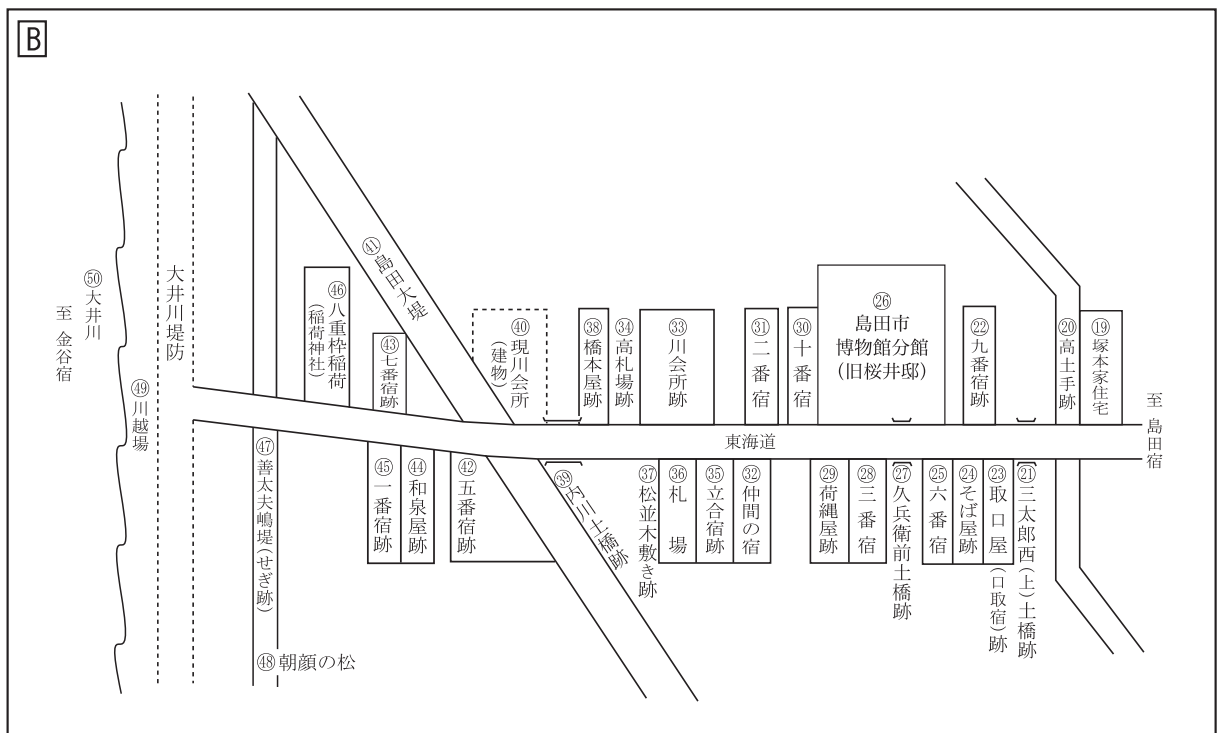 B
⑲塚本家住宅
⑳高土手跡
㉑三太郎西(上)土橋跡
㉒九番宿跡
㉓取口屋(口取宿)跡
㉔そば屋跡
㉕六番宿
㉖
島田市
博物館分館
(旧桜井邸)
㉗久兵衛前土橋跡
㉘三番宿
㉙荷縄屋跡
㉚十番宿
㉛二番宿
㉜仲間の宿
㉝川会所跡
㉞高札場跡
㉟立合宿跡
㊱札場
㊲松並木敷き跡
㊳橋本屋跡
㊴内川土橋跡
㊵現川会所
(建物)
㊶島田大堤
㊷五番宿跡
㊸七番宿跡
㊹和泉屋跡
㊺一番宿跡
㊻八重枠稲荷
(稲荷神社)
㊼善太夫嶋堤(せぎ跡)
㊽朝顔の松
㊾川越場
㊿大井川
大井川堤防
東海道
至 島田宿
至 金谷宿